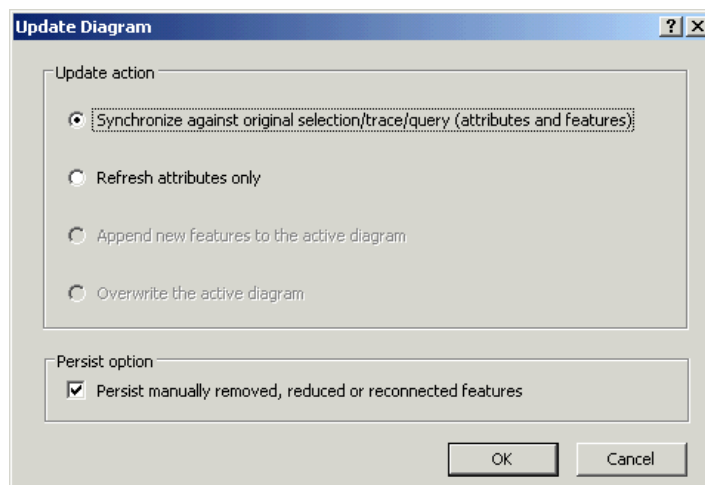 Update Diagram
Update action
Synchronize against original selection/trace/query (attributes and features)
Refresh attributes only
Append new features to the active diagram
Overwrite the active diagram
Persist option
Persist manually removed, reduced or reconnected features
OK Cancel